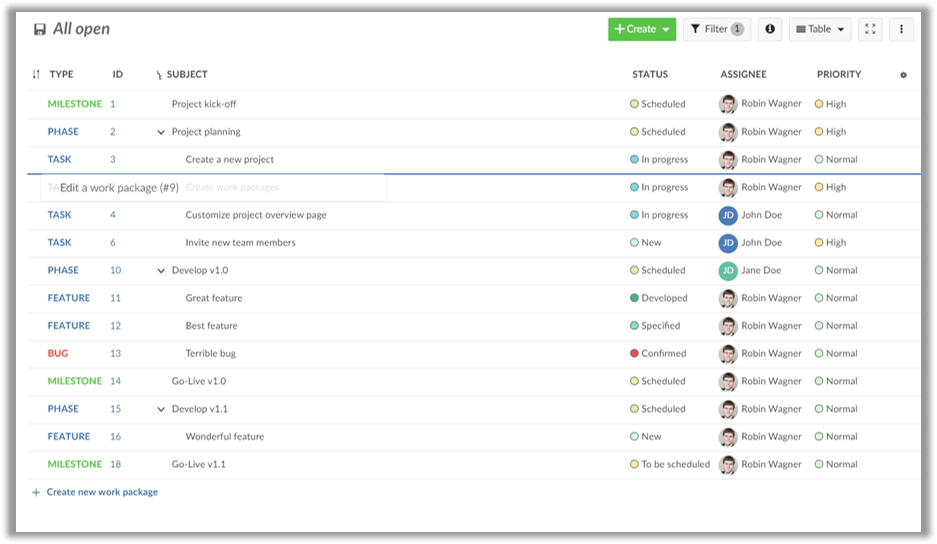 All open
Create Filter 1 Table
TYPE ID SUBJECT STATUS ASSIGNEE PRIORITY
MILESTONE 1 Project kick-off Scheduled Robin Wagner High
PHASE 2 Project planning Scheduled Robin Wagner High
TASK 3 Create a new project In progress Robin Wagner Normal
Edit a work package (#9) Create work packages In progress Robin Wagner High
TASK 4 Customize project overview page In progress JD John Doe Normal
TASK 6 Invite new team members New JD John Doe High
PHASE 10 Develop v1.0 Scheduled JD Jane Doe Normal
FEATURE 11 Great feature Developed Robin Wagner Normal
FEATURE 12 Best feature Specified Robin Wagner Normal
BUG 13 Terrible bug Confirmed Robin Wagner Normal
MILESTONE 14 Go-Live v1.0 Scheduled Robin Wagner Normal
PHASE 15 Develop v1.1 Scheduled Robin Wagner Normal
FEATURE 16 Wonderful feature New Robin Wagner Normal
MILESTONE 18 Go-Live v1.1 To be scheduled Robin Wagner Normal
+ Create new work package